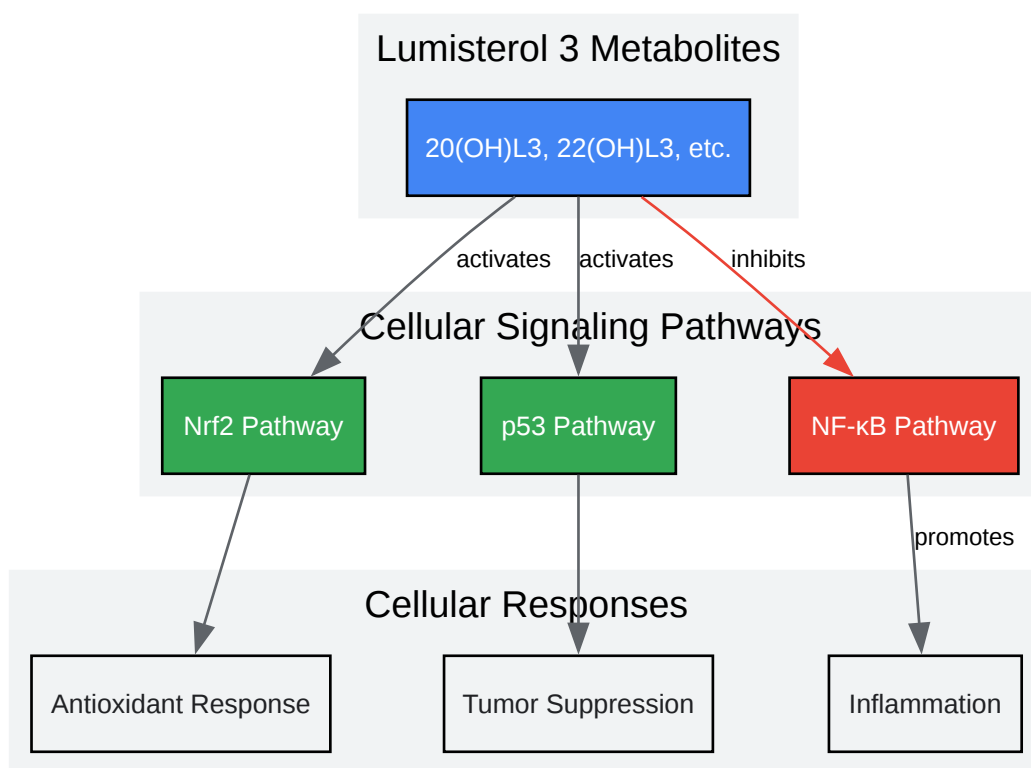 Lumisterol 3 Metabolites
20(OH)L3, 22(OH)L3, etc.
activates
activates
inhibits
Cellular Signaling Pathways
Nrf2 Pathway
p53 Pathway
NF-κB Pathway
promotes
Cellular Responses
Antioxidant Response
Tumor Suppression
Inflammation